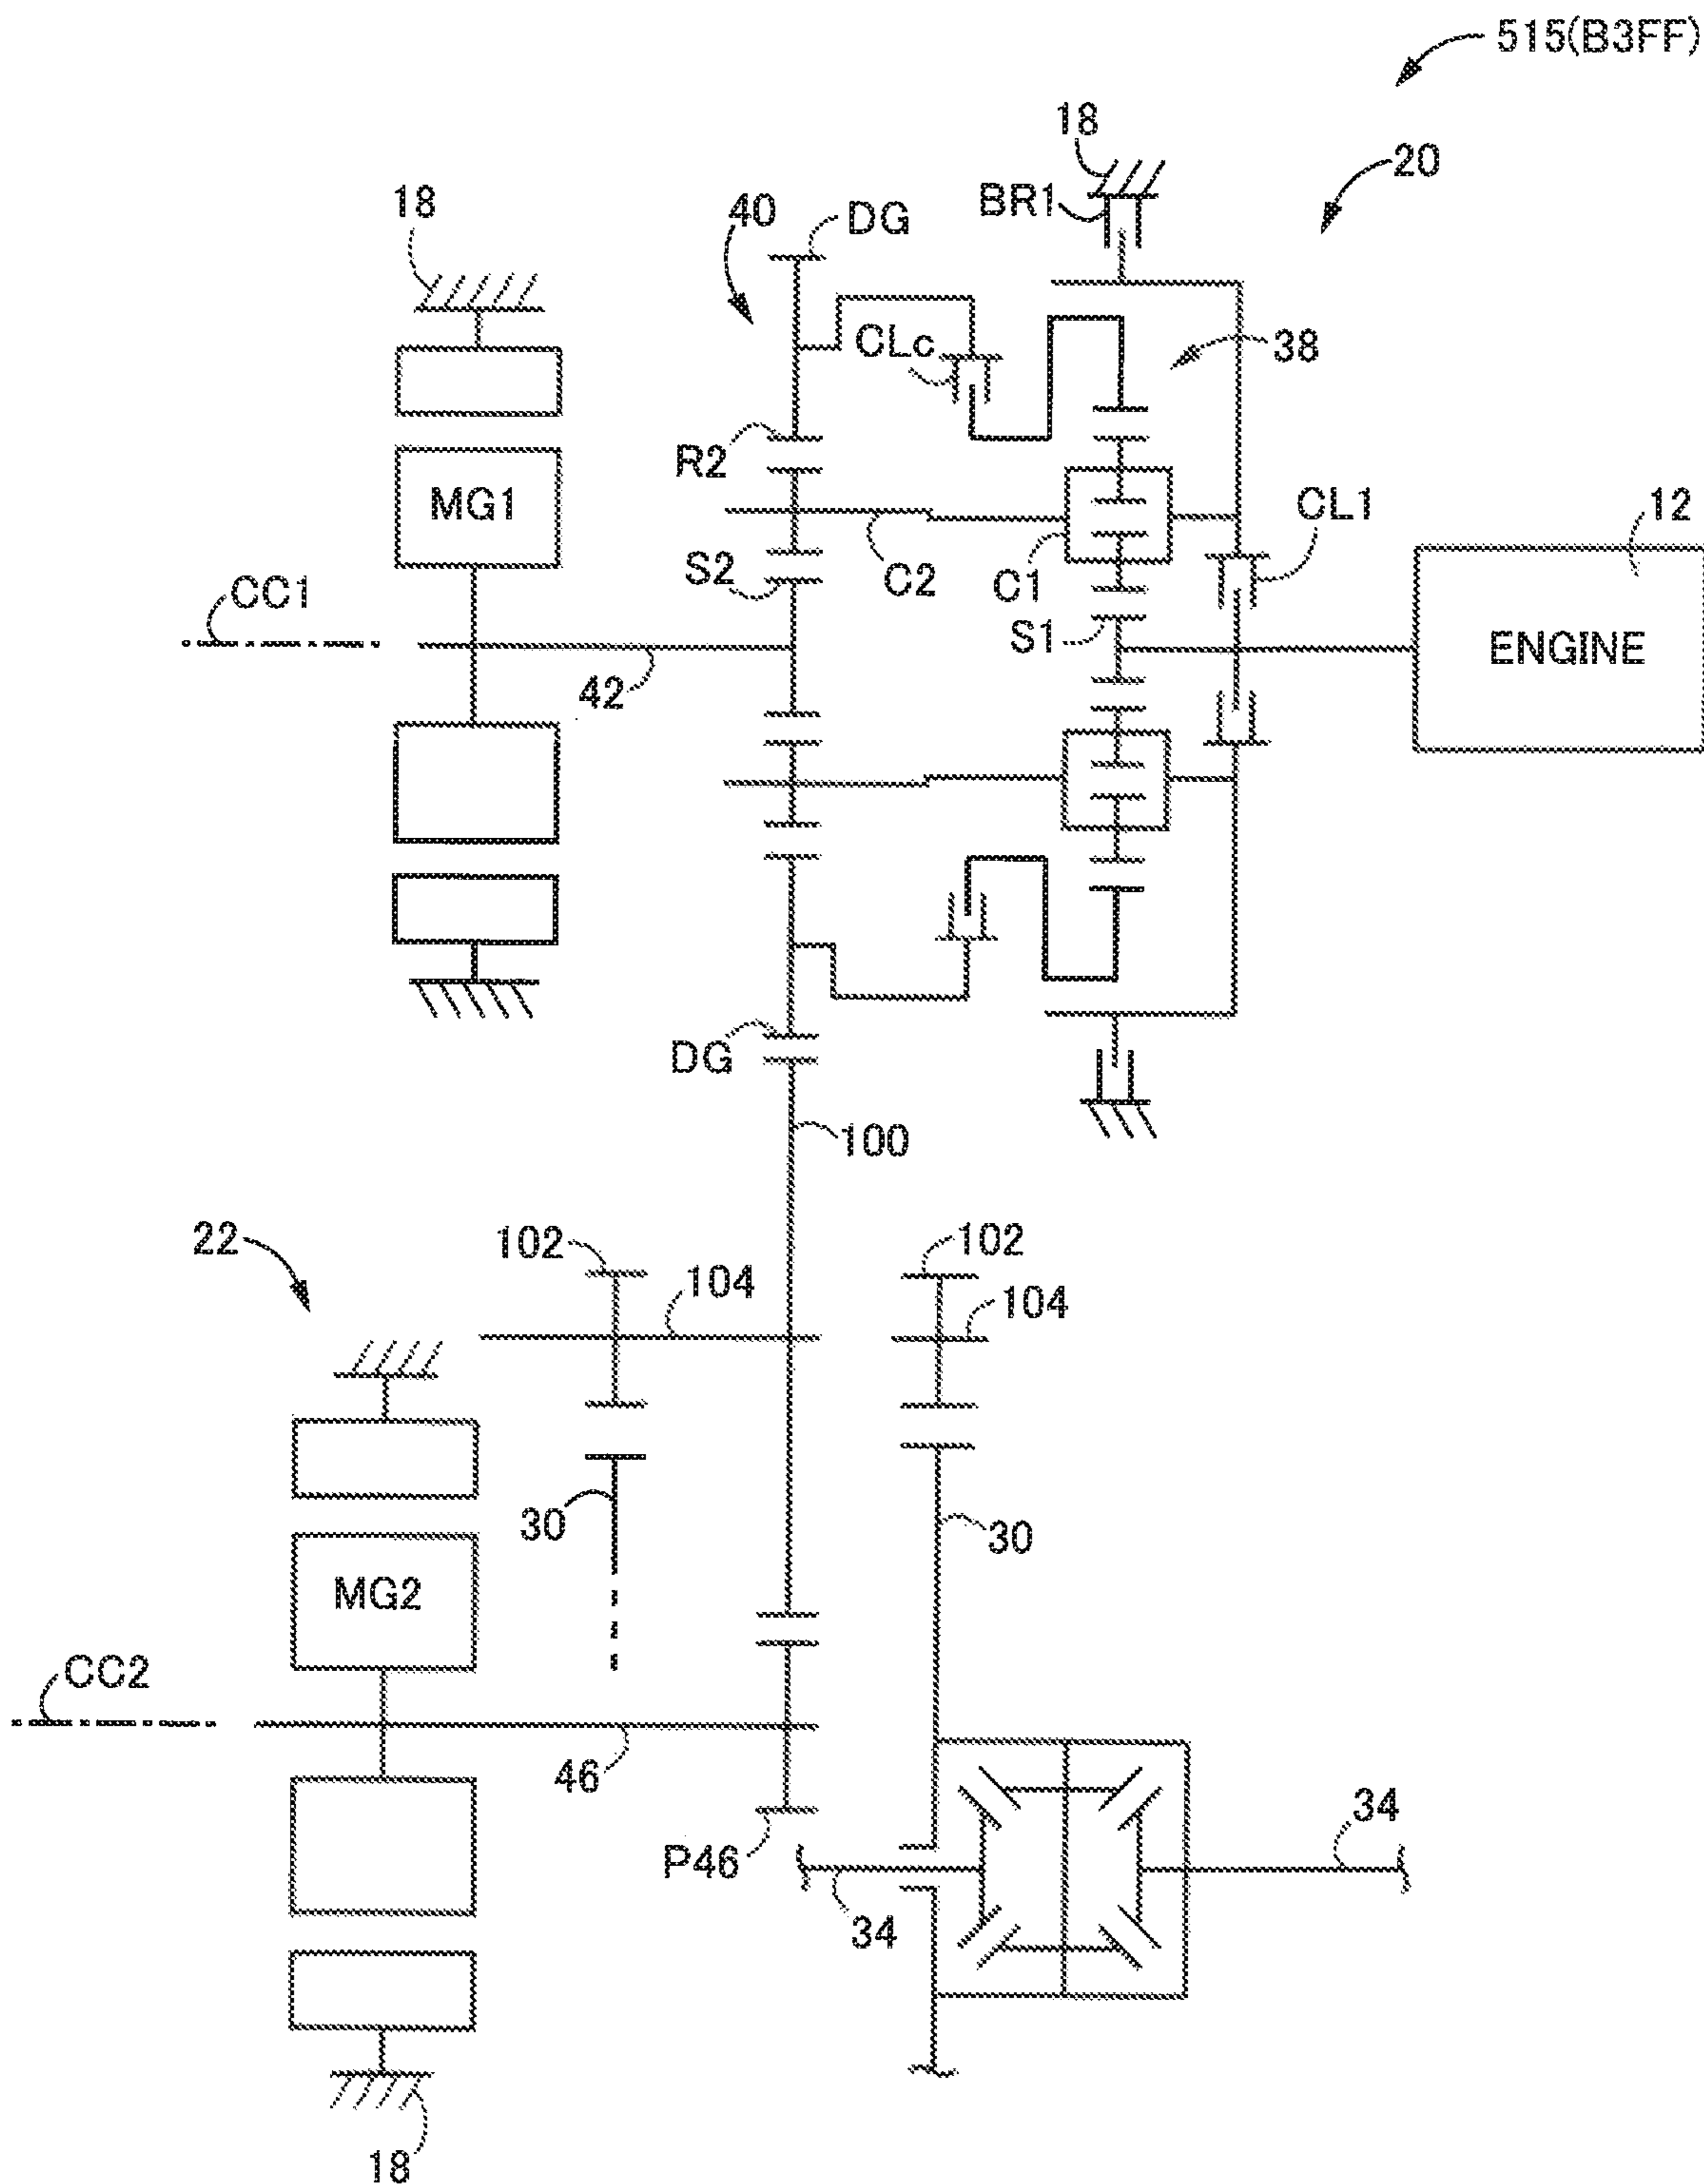 515(B3FF)
18
20
BR1
18
40
DG
CLc
38
R2
MG1
CL1
12
S2
C2
C1
CC1
S1
ENGINE
42
DG
100
22
102
102
104
104
30
30
MG2
CC2
46
34
P46
34
18